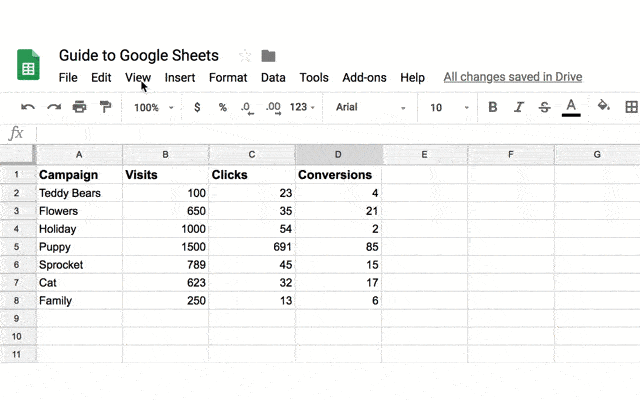 Guide to Google Sheets
File Edit View Insert Format Data Tools Add-ons Help All changes saved in Drive
100% $ % .0 .00 123 Arial 10 B I S A
fx
A B C D E F G
1 Campaign Visits Clicks Conversions
2 Teddy Bears 100 23 4
3 Flowers 650 35 21
4 Holiday 1000 54 2
5 Puppy 1500 691 85
6 Sprocket 789 45 15
7 Cat 623 32 17
8 Family 250 13 6
9
10
11